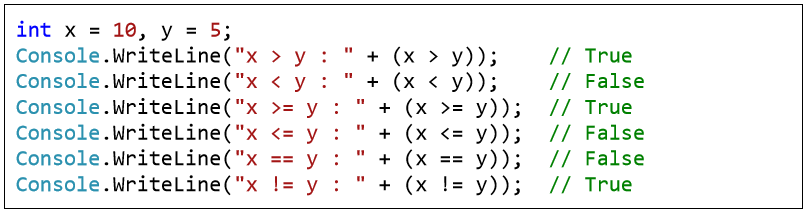 int x = 10, y = 5;
Console.WriteLine("x > y : " + (x > y));     // True
Console.WriteLine("x < y : " + (x < y));     // False
Console.WriteLine("x >= y : " + (x >= y));  // True
Console.WriteLine("x <= y : " + (x <= y));  // False
Console.WriteLine("x == y : " + (x == y));  // False
Console.WriteLine("x != y : " + (x != y));  // True